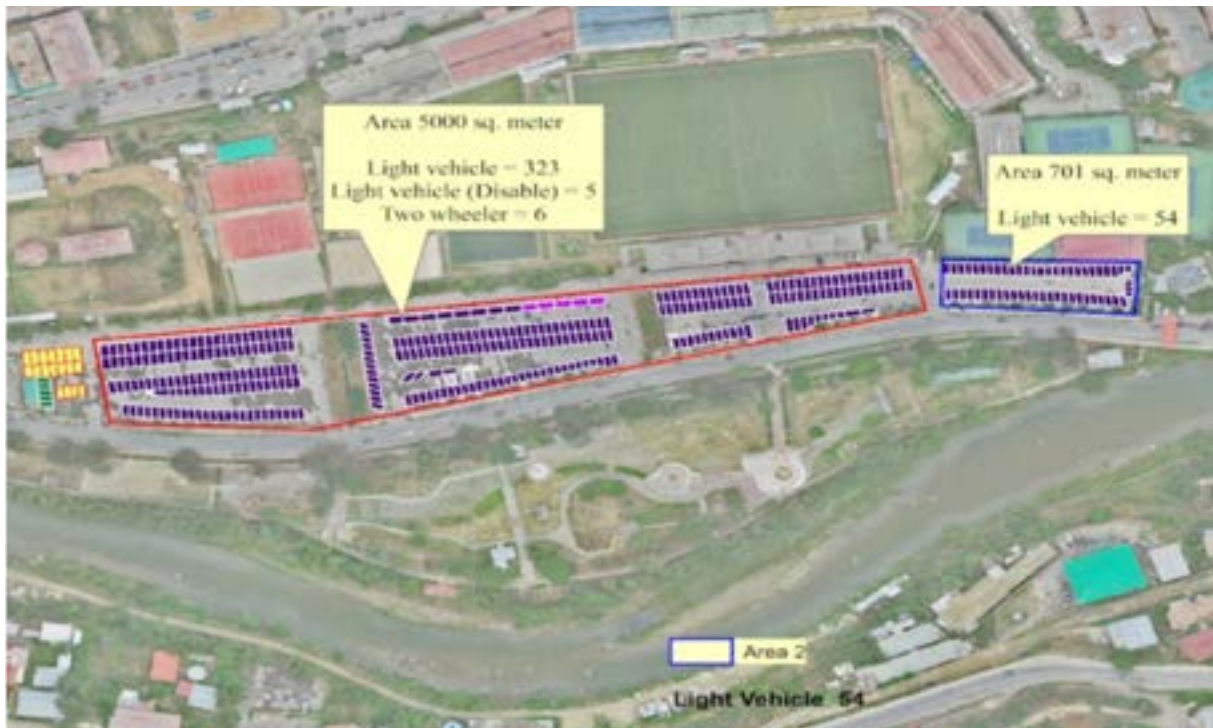 Area 5000 sq. meter
Light vehicle = 323
Light vehicle (Disable) = 5
Two wheeler = 6
Area 701 sq. meter
Light vehicle = 54
Area 2
Light Vehicle 54